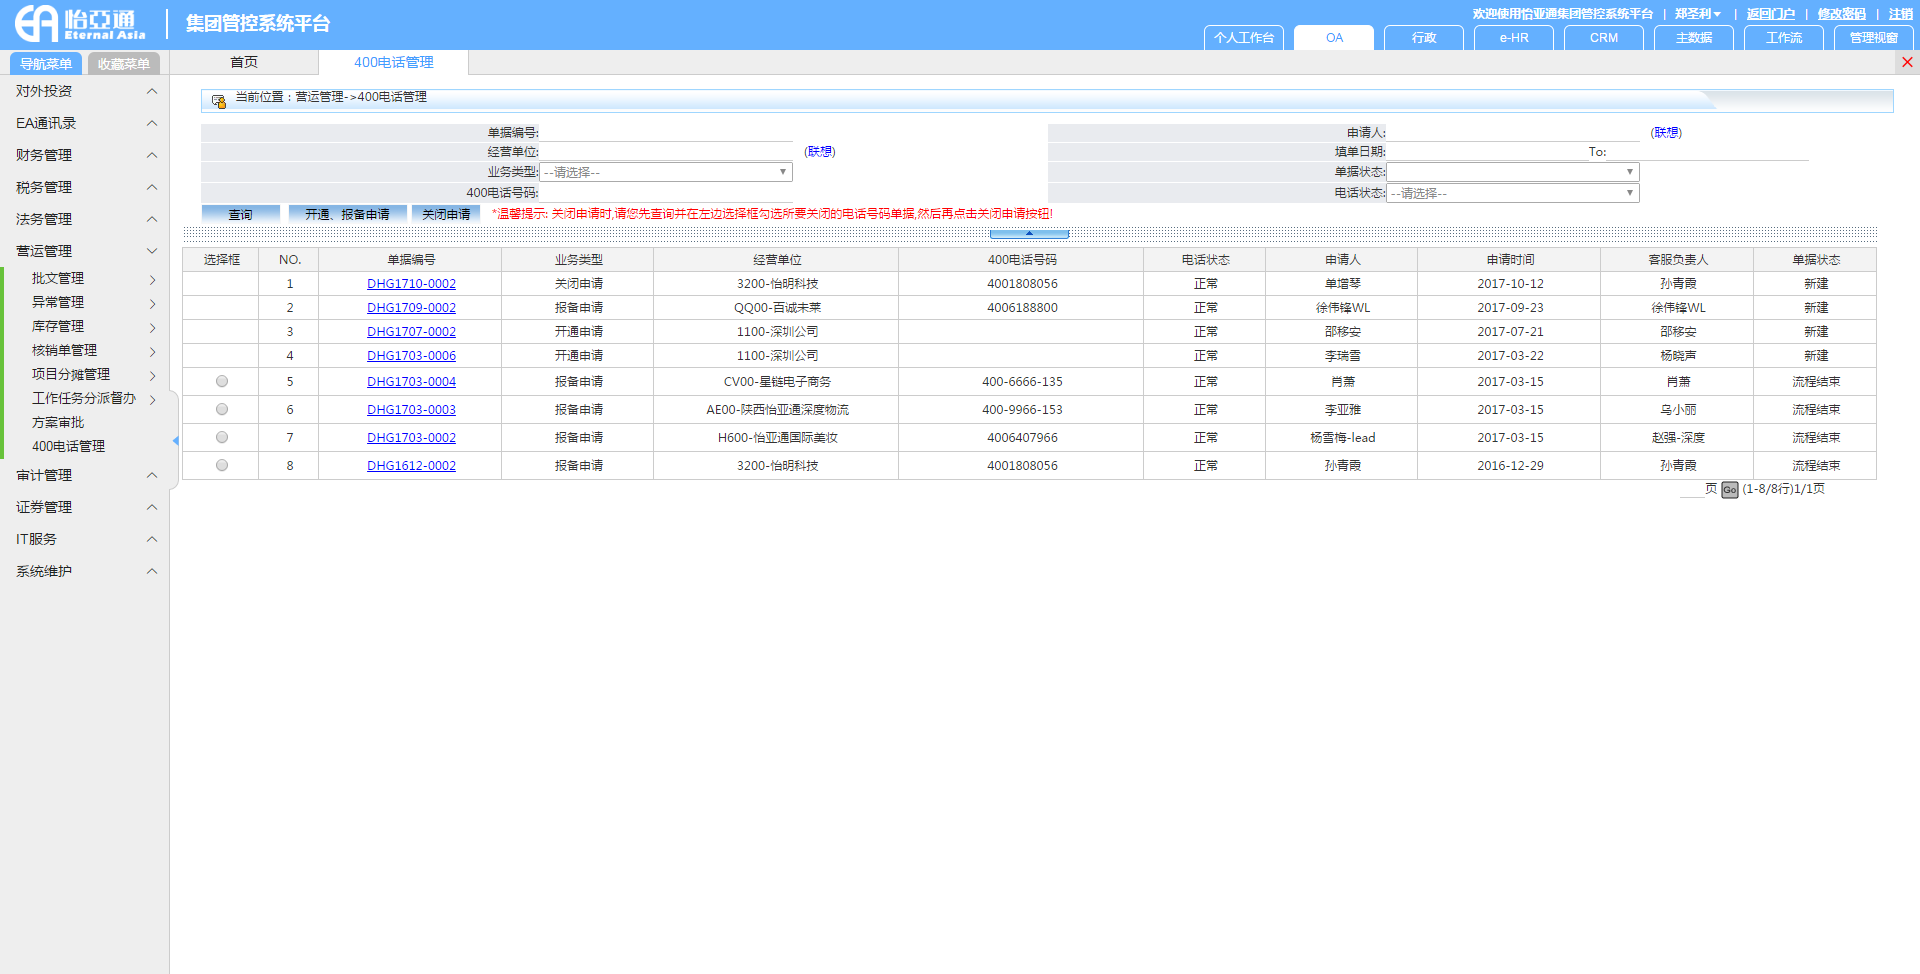 怡亞通
Eternal Asia
集团管控系统平台
欢迎使用怡亚通集团管控系统平台 | 郑圣利 | 返回门户 | 修改密码 | 注销
个人工作台 OA 行政 e-HR CRM 主数据 工作流 管理视窗
导航菜单 收藏菜单 首页 400电话管理
对外投资
EA通讯录
财务管理
税务管理
法务管理
营运管理
批文管理
异常管理
库存管理
核销单管理
项目分摊管理
工作任务分派督办
方案审批
400电话管理
审计管理
证券管理
IT服务
系统维护
当前位置：营运管理->400电话管理
单据编号: 申请人: (联想)
经营单位: (联想) 填单日期: To:
业务类型: --请选择-- 单据状态:
400电话号码: 电话状态: --请选择--
查询 开通、报备申请 关闭申请 *温馨提示: 关闭申请时,请您先查询并在左边选择框勾选所要关闭的电话号码单据,然后再点击关闭申请按钮!
选择框 NO. 单据编号 业务类型 经营单位 400电话号码 电话状态 申请人 申请时间 客服负责人 单据状态
1 DHG1710-0002 关闭申请 3200-怡明科技 4001808056 正常 单增琴 2017-10-12 孙青霞 新建
2 DHG1709-0002 报备申请 QQ00-百诚未莱 4006188800 正常 徐伟锋WL 2017-09-23 徐伟锋WL 新建
3 DHG1707-0002 开通申请 1100-深圳公司 正常 邵移安 2017-07-21 邵移安 新建
4 DHG1703-0006 开通申请 1100-深圳公司 正常 李瑞雪 2017-03-22 杨晓声 新建
5 DHG1703-0004 报备申请 CV00-星链电子商务 400-6666-135 正常 肖萧 2017-03-15 肖萧 流程结束
6 DHG1703-0003 报备申请 AE00-陕西怡亚通深度物流 400-9966-153 正常 李亚雅 2017-03-15 乌小丽 流程结束
7 DHG1703-0002 报备申请 H600-怡亚通国际美妆 4006407966 正常 杨雪梅-lead 2017-03-15 赵强-深度 流程结束
8 DHG1612-0002 报备申请 3200-怡明科技 4001808056 正常 孙青霞 2016-12-29 孙青霞 流程结束
页 Go (1-8/8行)1/1页